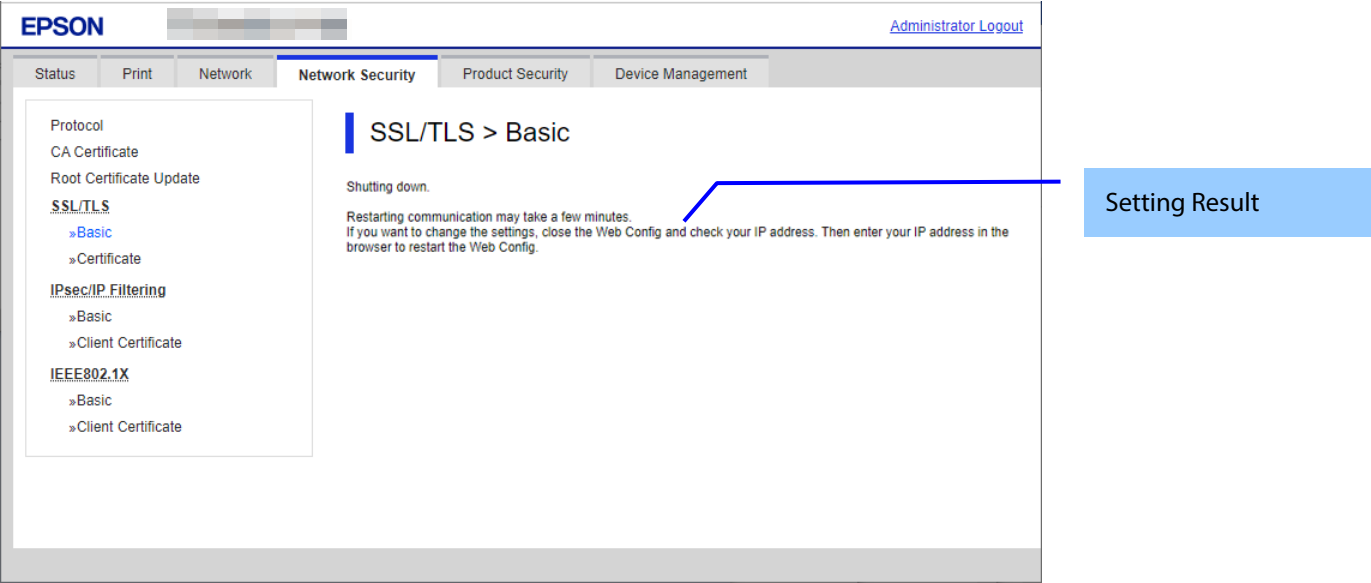 EPSON
Administrator Logout
Status Print Network Network Security Product Security Device Management
Protocol
CA Certificate
Root Certificate Update
SSL/TLS
»Basic
»Certificate
IPsec/IP Filtering
»Basic
»Client Certificate
IEEE802.1X
»Basic
»Client Certificate
SSL/TLS > Basic
Shutting down.
Restarting communication may take a few minutes.
If you want to change the settings, close the Web Config and check your IP address. Then enter your IP address in the
browser to restart the Web Config.
Setting Result